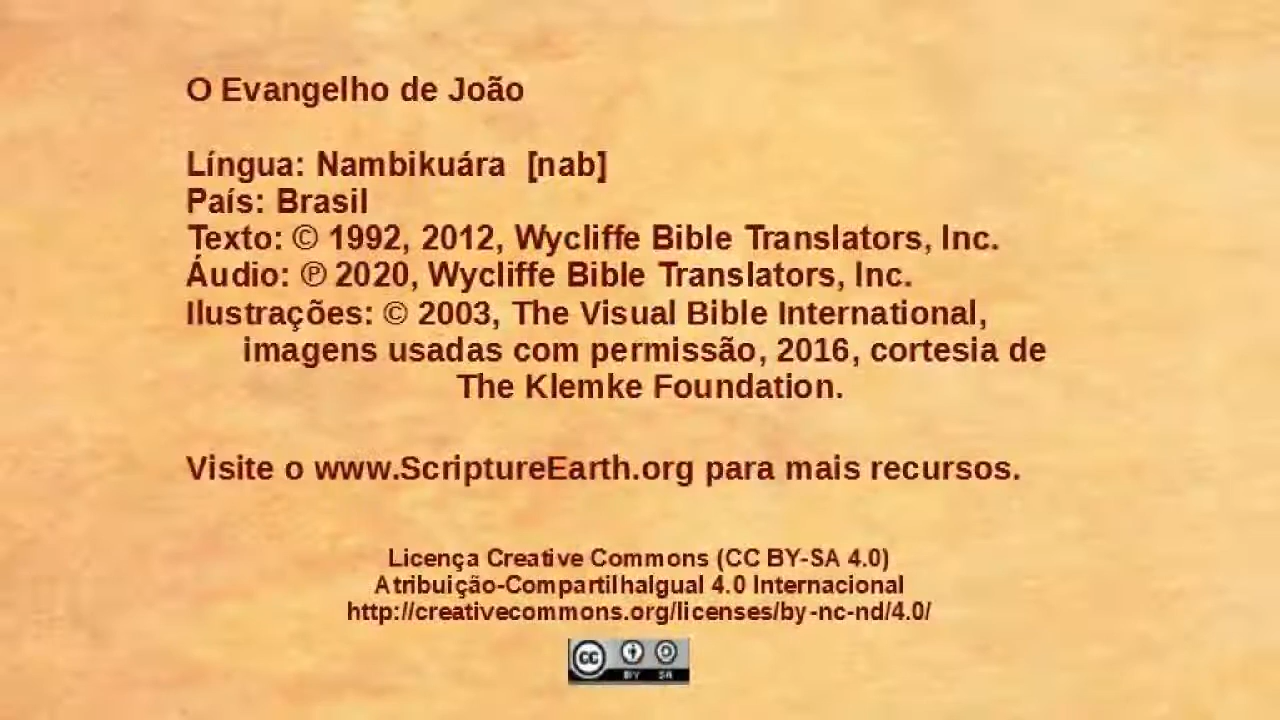 O Evangelho de João
Língua: Nambikuára [nab]
País: Brasil
Texto: © 1992, 2012, Wycliffe Bible Translators, Inc.
Áudio: ℗ 2020, Wycliffe Bible Translators, Inc.
Ilustrações: © 2003, The Visual Bible International,
imagens usadas com permissão, 2016, cortesia de
The Klemke Foundation.
Visite o www.ScriptureEarth.org para mais recursos.
Licença Creative Commons (CC BY-SA 4.0)
Atribuição-CompartilhaIgual 4.0 Internacional
http://creativecommons.org/licenses/by-nc-nd/4.0/
cc BY SA